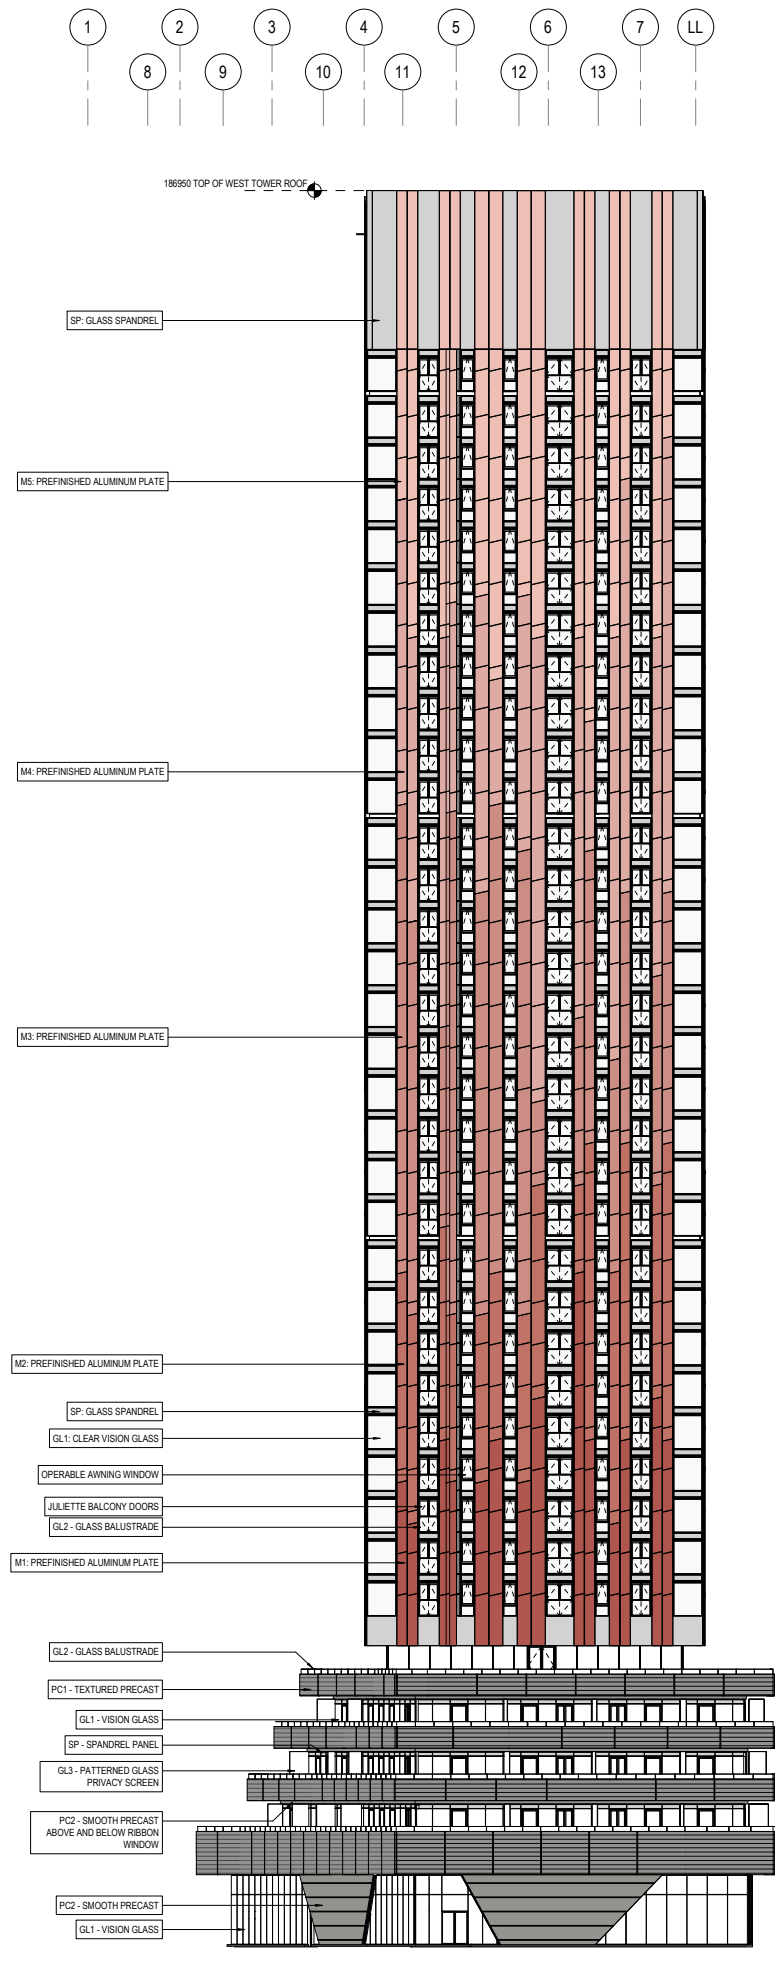 1
2
3
4
5
6
7
LL
8
9
10
11
12
13
186950 TOP OF WEST TOWER ROOF
SP: GLASS SPANDREL
M5: PREFINISHED ALUMINUM PLATE
M4: PREFINISHED ALUMINUM PLATE
M3: PREFINISHED ALUMINUM PLATE
M2: PREFINISHED ALUMINUM PLATE
SP: GLASS SPANDREL
GL1: CLEAR VISION GLASS
OPERABLE AWNING WINDOW
JULIETTE BALCONY DOORS
GL2 - GLASS BALUSTRADE
M1: PREFINISHED ALUMINUM PLATE
GL2 - GLASS BALUSTRADE
PC1 - TEXTURED PRECAST
GL1 - VISION GLASS
SP - SPANDREL PANEL
GL3 - PATTERNED GLASS
PRIVACY SCREEN
PC2 - SMOOTH PRECAST
ABOVE AND BELOW RIBBON
WINDOW
PC2 - SMOOTH PRECAST
GL1 - VISION GLASS